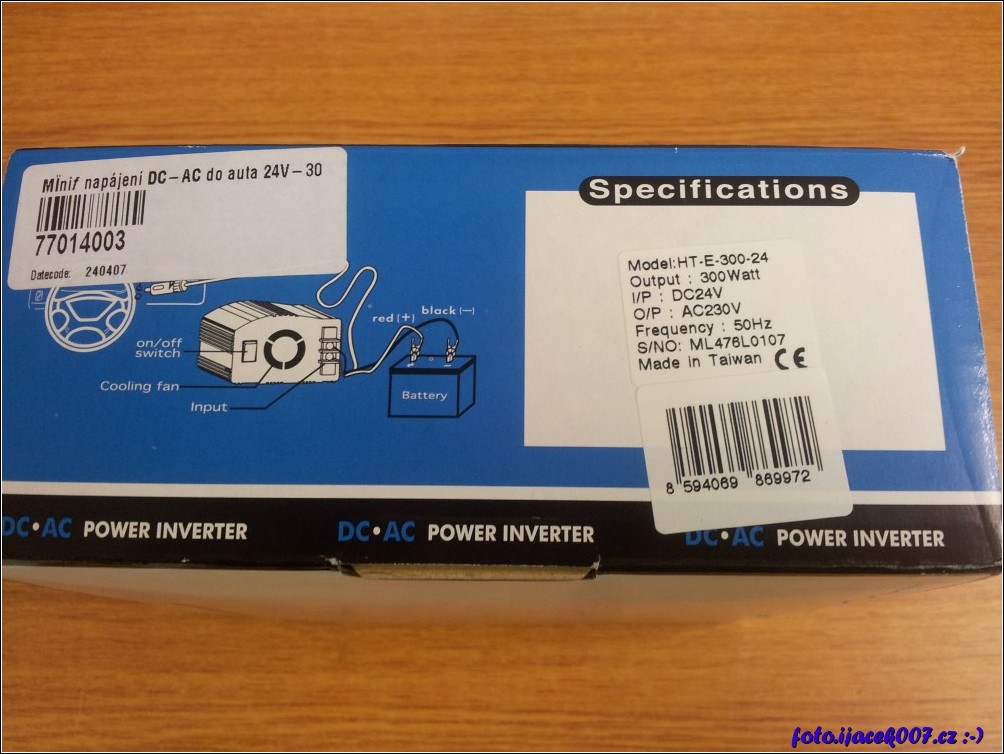 MÏniř napájení DC-AC do auta 24V-30
77014003
Datecode: 240407
on/off
switch
Cooling fan
Input
red (+)
black (-)
Battery
Specifications
Model:HT-E-300-24
Output : 300Watt
I/P : DC24V
O/P : AC230V
Frequency : 50Hz
S/NO: ML476L0107
Made in Taiwan CE
8 594069 869972
DC•AC POWER INVERTER
DC•AC POWER INVERTER
DC•AC POWER INVERTER
foto.ijacek007.cz :-)